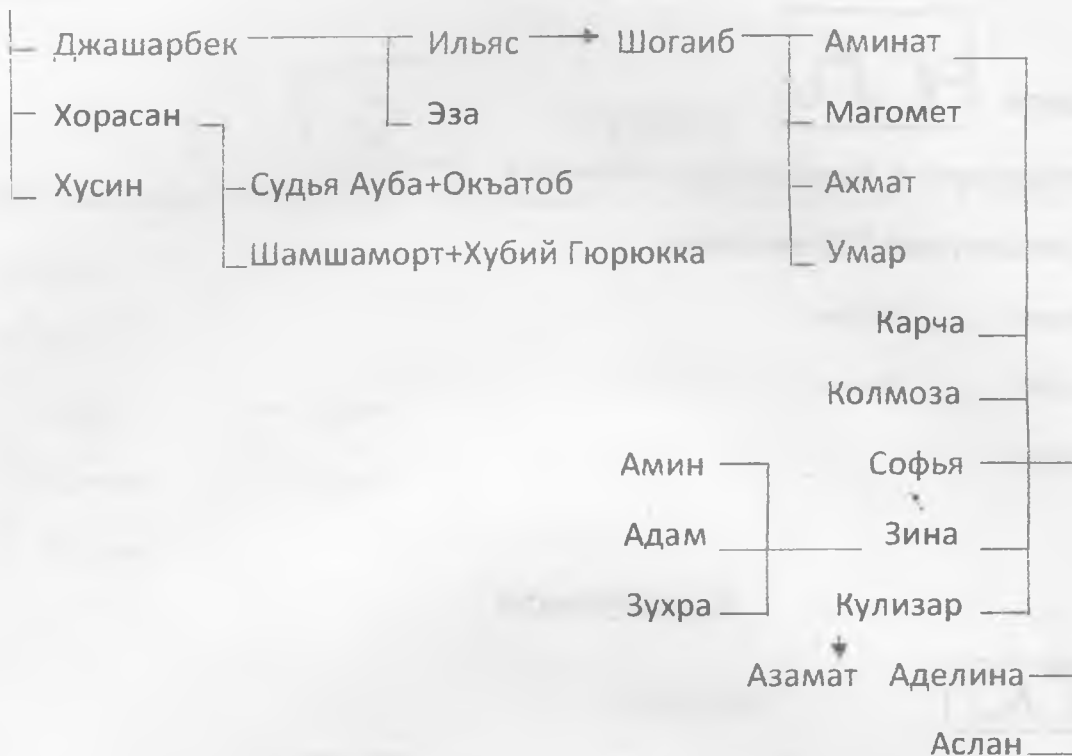 Джашарбек Ильяс Шогаиб Аминат
Хорасан Эза Магомет
Хусин Судья Ауба+Окъатоб Ахмат
Шамшаморт+Хубий Гюрюкка Умар
Карча
Колмоза
Амин Софья
Адам Зина
Зухра Кулизар
Азамат Аделина
Аслан